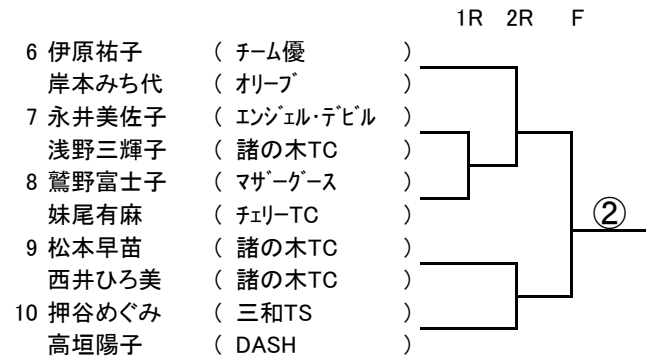 1R 2R F
6 伊原祐子 ( ﾁｰﾑ優 )
岸本みち代 ( ｵﾘｰﾌﾞ )
7 永井美佐子 ( ｴﾝｼﾞｪﾙ･ﾃﾞﾋﾞﾙ )
浅野三輝子 ( 諸の木TC )
8 鷲野富士子 ( ﾏｻﾞｰｸﾞｰｽ )
妹尾有麻 ( ﾁｪﾘｰTC )
②
9 松本早苗 ( 諸の木TC )
西井ひろ美 ( 諸の木TC )
10 押谷めぐみ ( 三和TS )
高垣陽子 ( DASH )